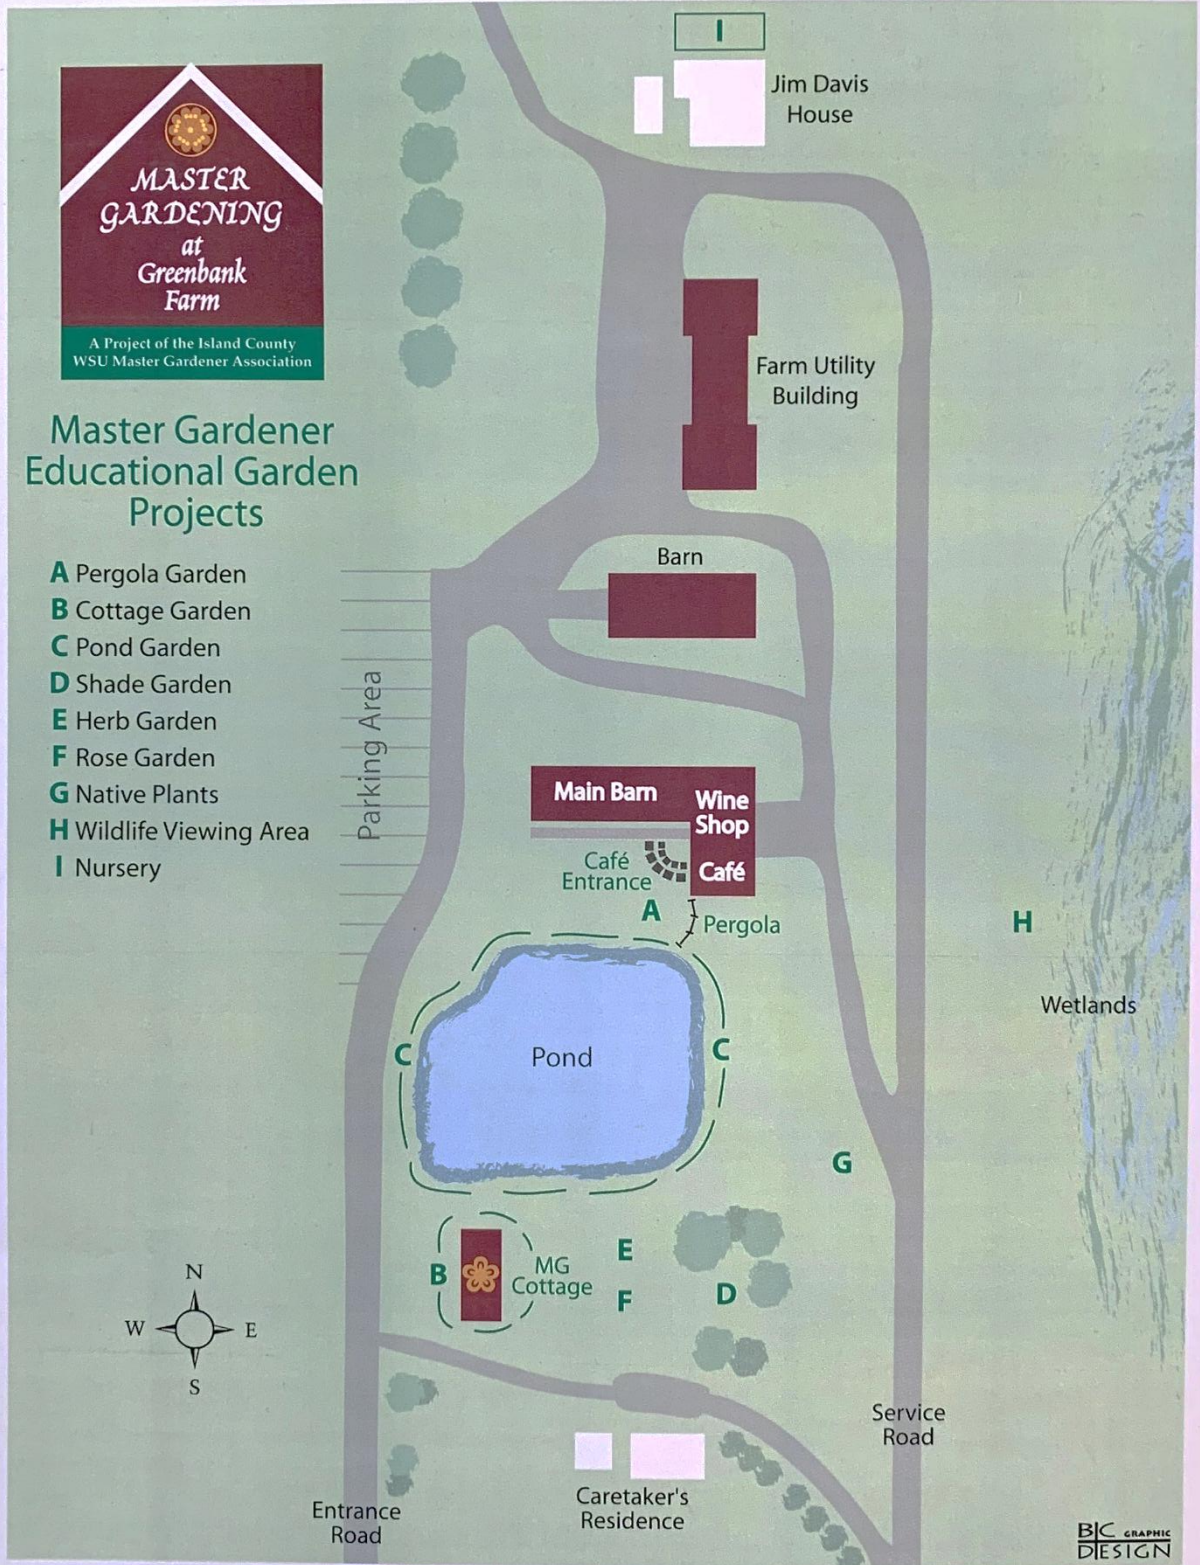 I
Jim Davis
House
MASTER
GARDENING
at
Greenbank
Farm
A Project of the Island County
WSU Master Gardener Association
Farm Utility
Building
Master Gardener
Educational Garden
Projects
A Pergola Garden
B Cottage Garden
C Pond Garden
D Shade Garden
E Herb Garden
F Rose Garden
G Native Plants
H Wildlife Viewing Area
I Nursery
Barn
Parking Area
Main Barn
Wine
Shop
Café
Café
Entrance
A
Pergola
H
Wetlands
C
Pond
C
G
B
MG
Cottage
E
F
D
N
W
E
S
Service
Road
Caretaker's
Residence
Entrance
Road
BC GRAPHIC
DESIGN